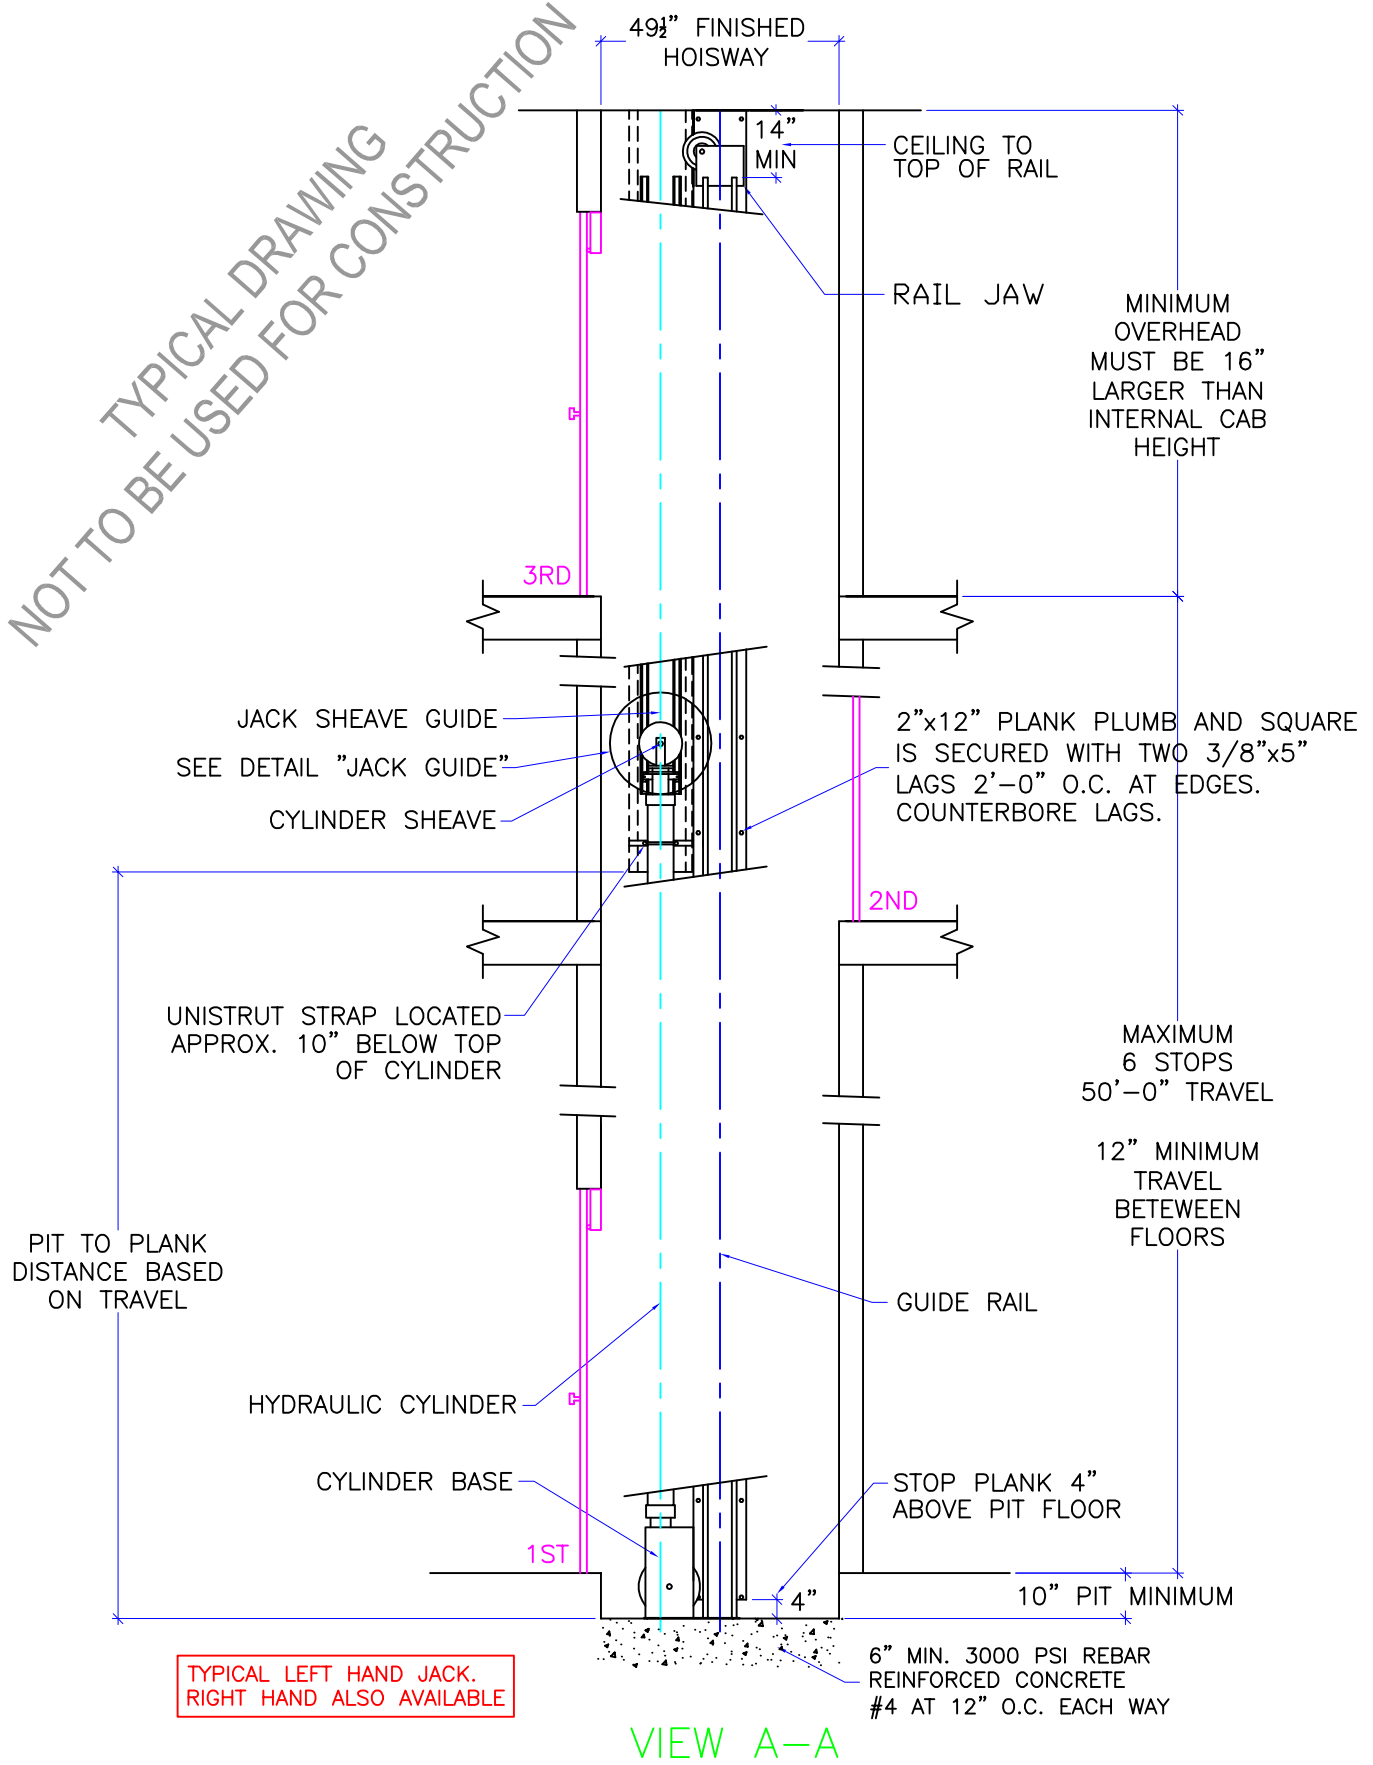 49½" FINISHED
HOISWAY
TYPICAL DRAWING
NOT TO BE USED FOR CONSTRUCTION
14"
MIN
CEILING TO
TOP OF RAIL
RAIL JAW
MINIMUM
OVERHEAD
MUST BE 16"
LARGER THAN
INTERNAL CAB
HEIGHT
3RD
JACK SHEAVE GUIDE
SEE DETAIL "JACK GUIDE"
CYLINDER SHEAVE
2"x12" PLANK PLUMB AND SQUARE
IS SECURED WITH TWO 3/8"x5"
LAGS 2'-0" O.C. AT EDGES.
COUNTERBORE LAGS.
2ND
UNISTRUT STRAP LOCATED
APPROX. 10" BELOW TOP
OF CYLINDER
MAXIMUM
6 STOPS
50'-0" TRAVEL
12" MINIMUM
TRAVEL
BETEWEEN
FLOORS
PIT TO PLANK
DISTANCE BASED
ON TRAVEL
GUIDE RAIL
HYDRAULIC CYLINDER
CYLINDER BASE
STOP PLANK 4"
ABOVE PIT FLOOR
1ST
4"
10" PIT MINIMUM
6" MIN. 3000 PSI REBAR
REINFORCED CONCRETE
#4 AT 12" O.C. EACH WAY
TYPICAL LEFT HAND JACK.
RIGHT HAND ALSO AVAILABLE
VIEW A-A